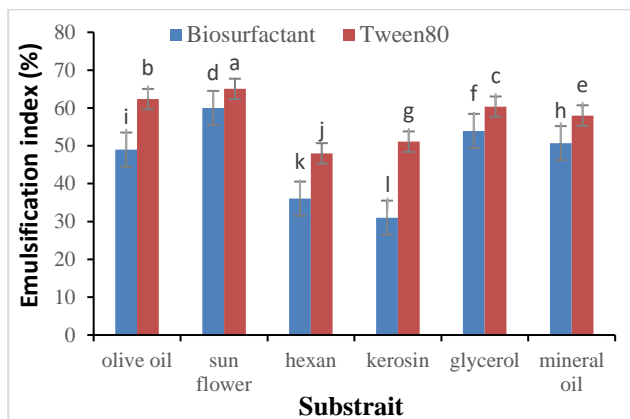 Biosurfactant Tween80
Emulsification index (%)
80
70
60
50
40
30
20
10
0
i b d a k j l g f c h e
olive oil
sun flower
hexan
kerosin
glycerol
mineral oil
Substrait